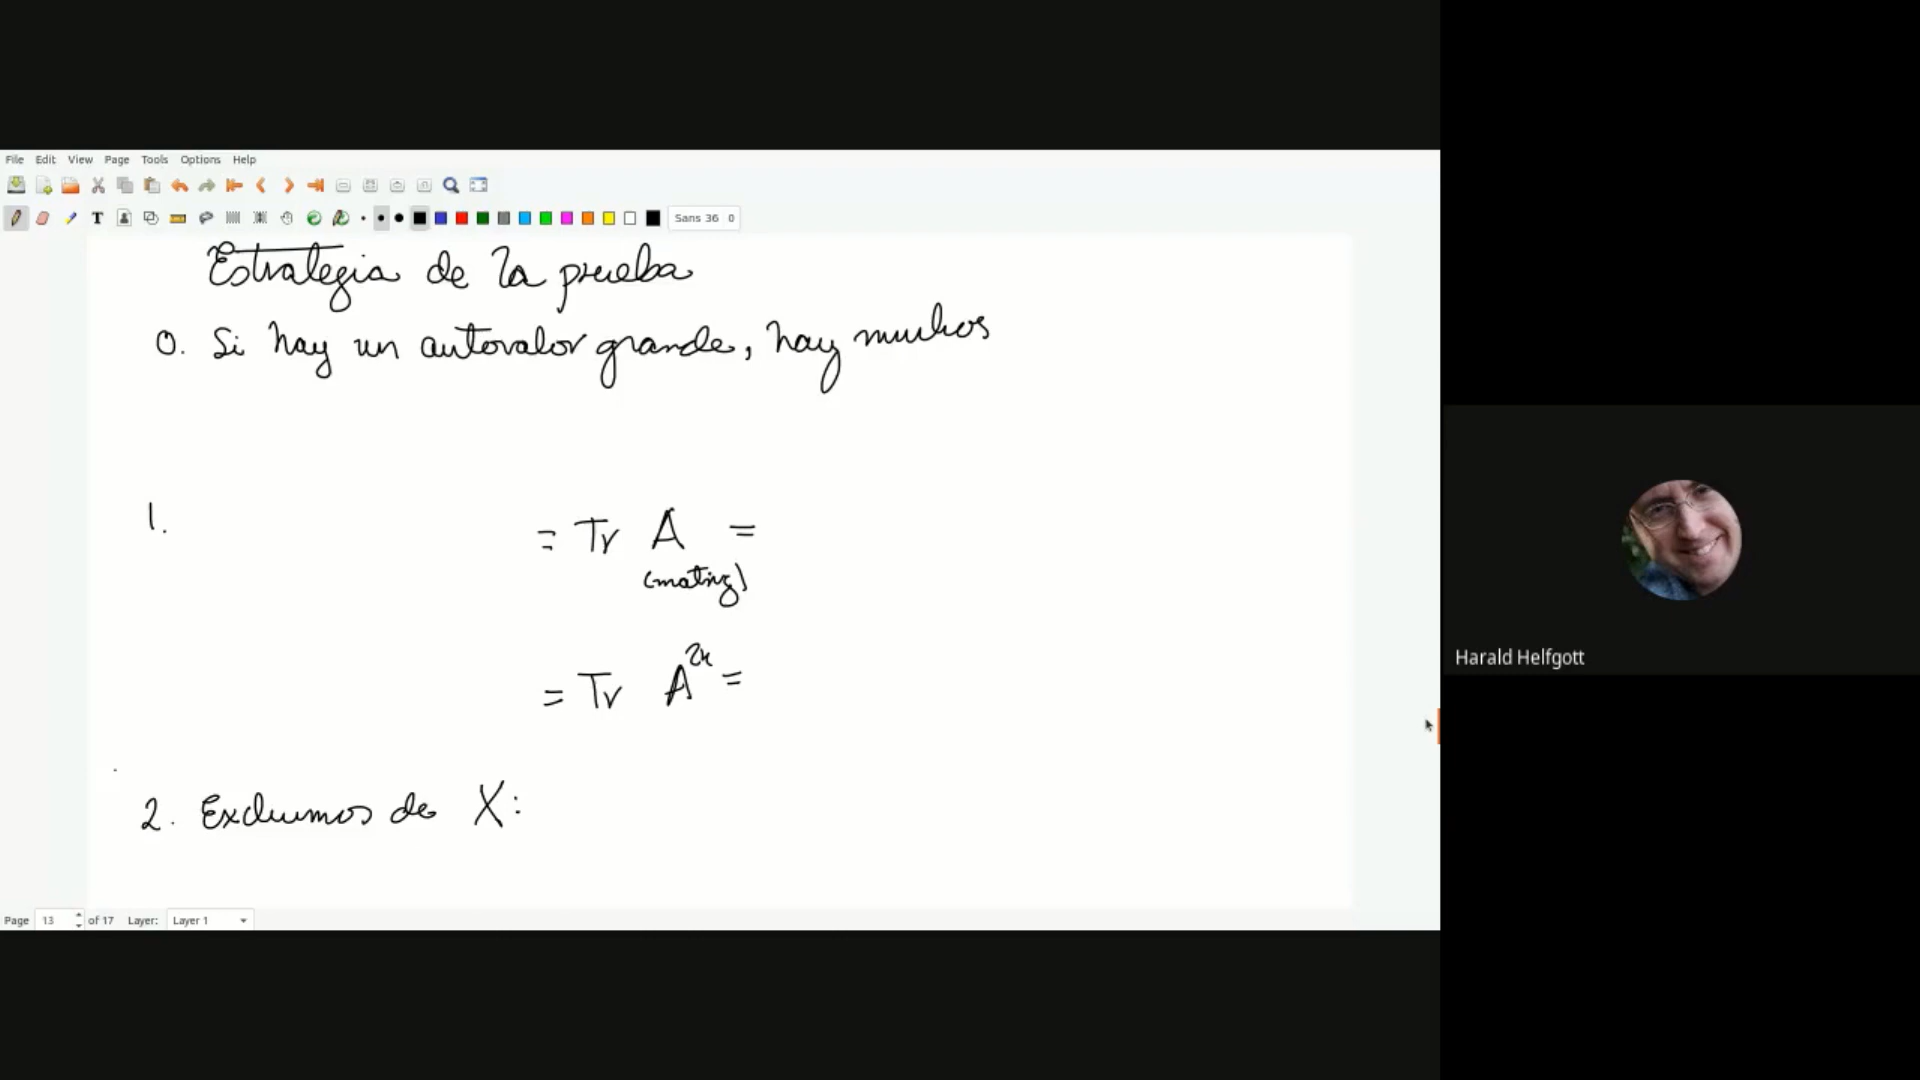 File Edit View Page Tools Options Help
Sans 36 0
Estrategia de la prueba
0. Si hay un autovalor grande, hay muchos
1.
= Tr A =
(matriz)
= Tr A^{2k} =
2. Excluimos de X:
Harald Helfgott
Page 13 of 17 Layer: Layer 1